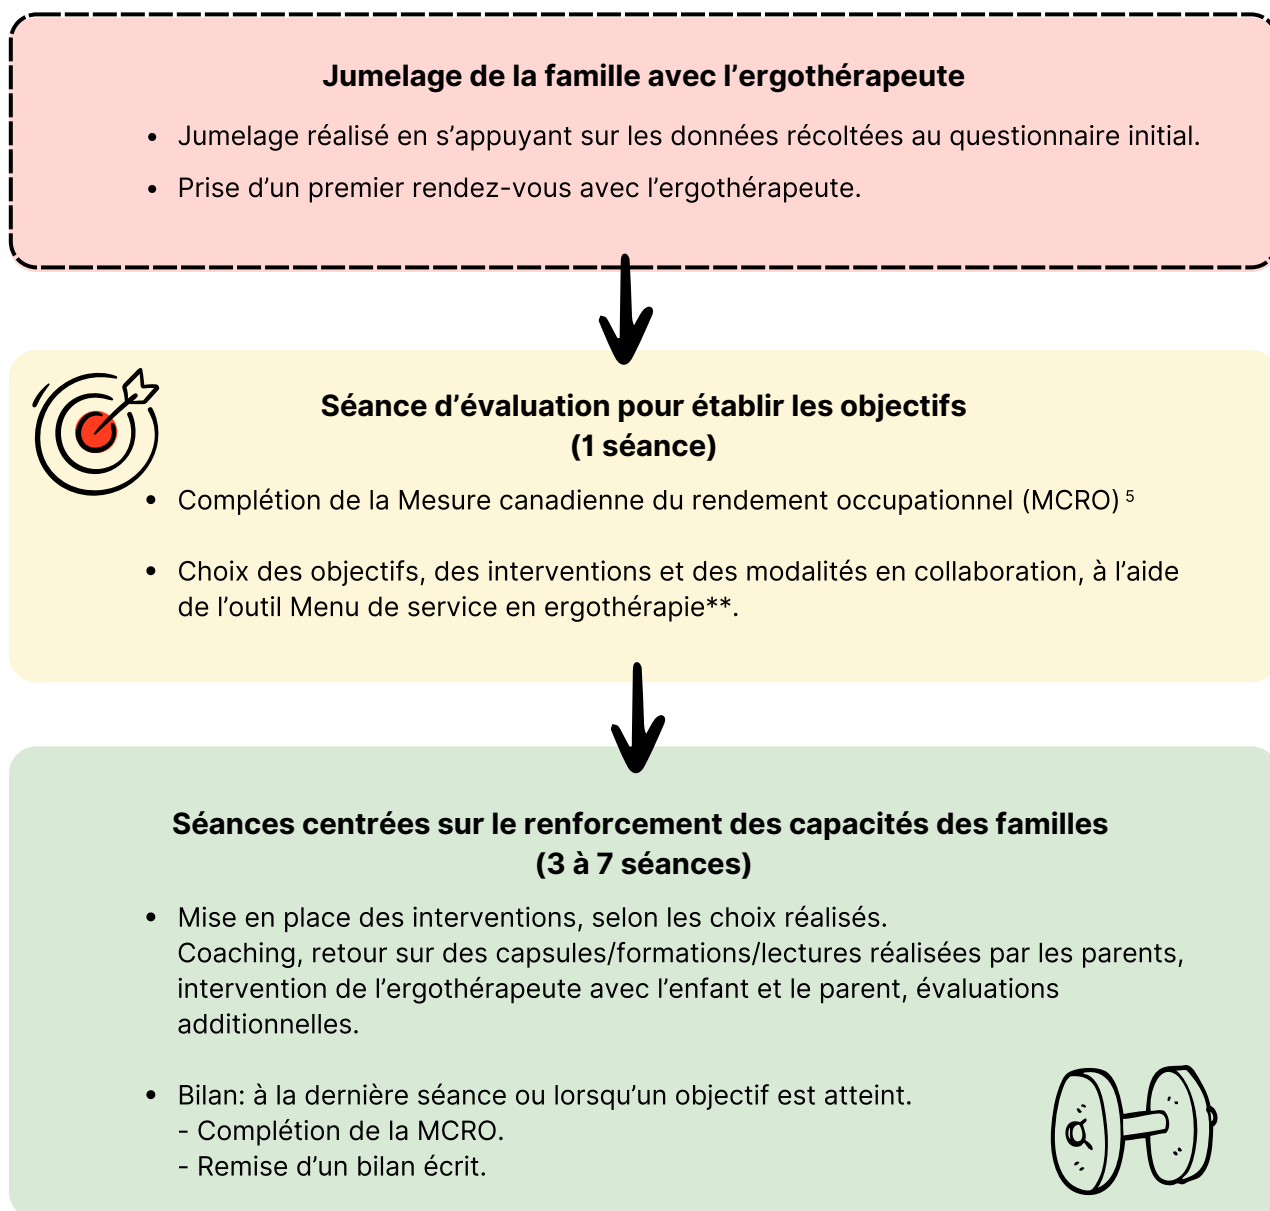 Jumelage de la famille avec l’ergothérapeute
• Jumelage réalisé en s’appuyant sur les données récoltées au questionnaire initial.
• Prise d’un premier rendez-vous avec l’ergothérapeute.
Séance d’évaluation pour établir les objectifs
(1 séance)
• Complétion de la Mesure canadienne du rendement occupationnel (MCRO) ⁵
• Choix des objectifs, des interventions et des modalités en collaboration, à l’aide
de l’outil Menu de service en ergothérapie**.
Séances centrées sur le renforcement des capacités des familles
(3 à 7 séances)
• Mise en place des interventions, selon les choix réalisés.
Coaching, retour sur des capsules/formations/lectures réalisées par les parents,
intervention de l’ergothérapeute avec l’enfant et le parent, évaluations
additionnelles.
• Bilan: à la dernière séance ou lorsqu’un objectif est atteint.
- Complétion de la MCRO.
- Remise d’un bilan écrit.